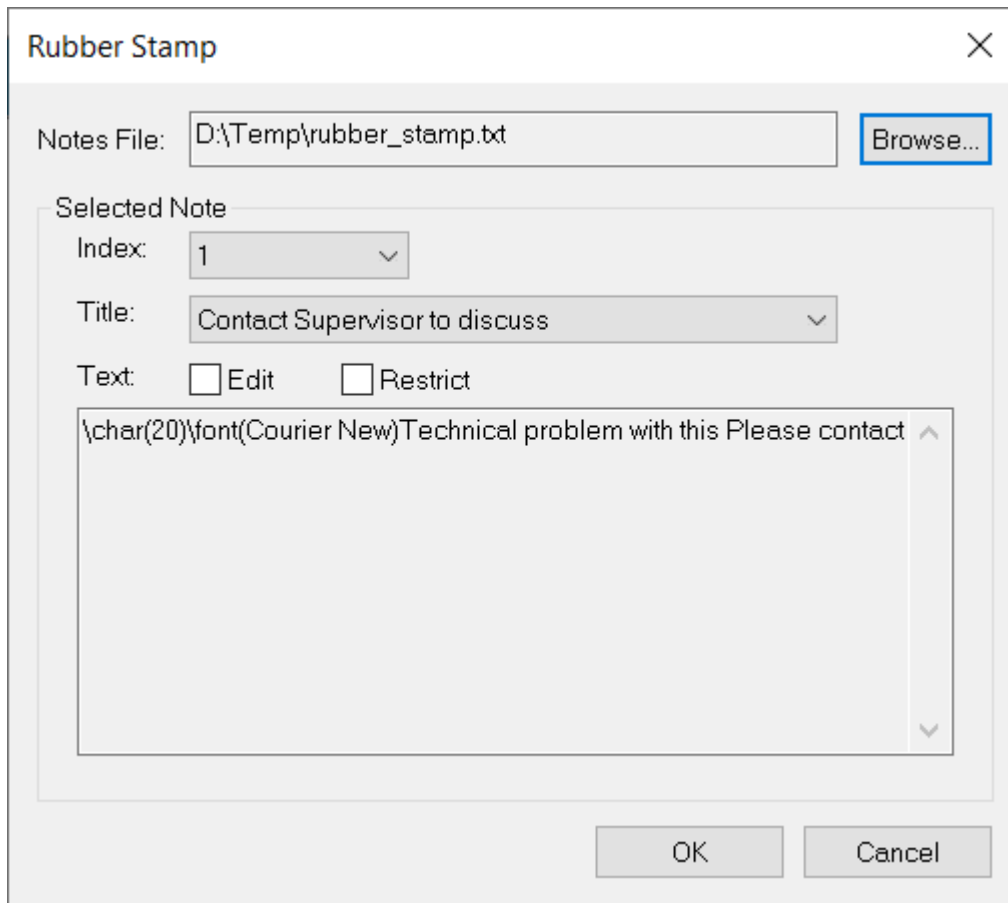 Rubber Stamp
Notes File: D:\Temp\rubber_stamp.txt Browse...
Selected Note
Index: 1
Title: Contact Supervisor to discuss
Text: Edit Restrict
\char(20)\font(Courier New)Technical problem with this Please contact
OK Cancel